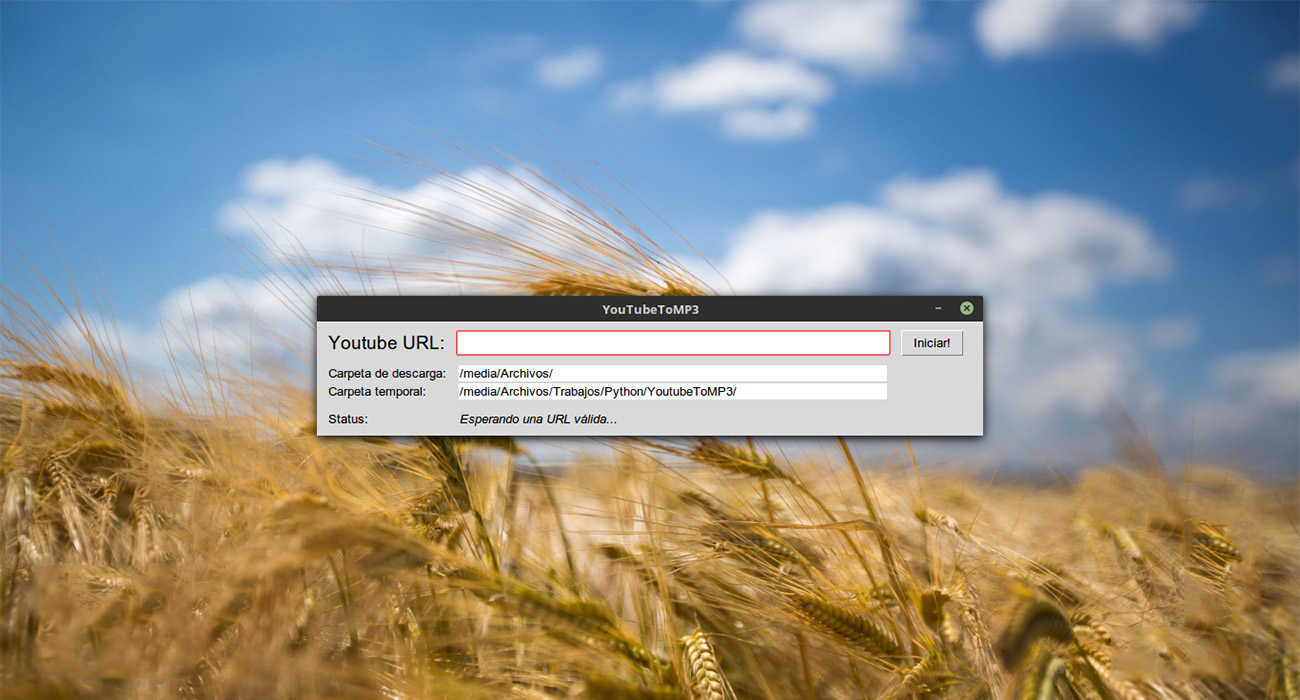 YouTubeToMP3
Youtube URL: Iniciar!
Carpeta de descarga: /media/Archivos/
Carpeta temporal: /media/Archivos/Trabajos/Python/YoutubeToMP3/
Status: Esperando una URL válida...